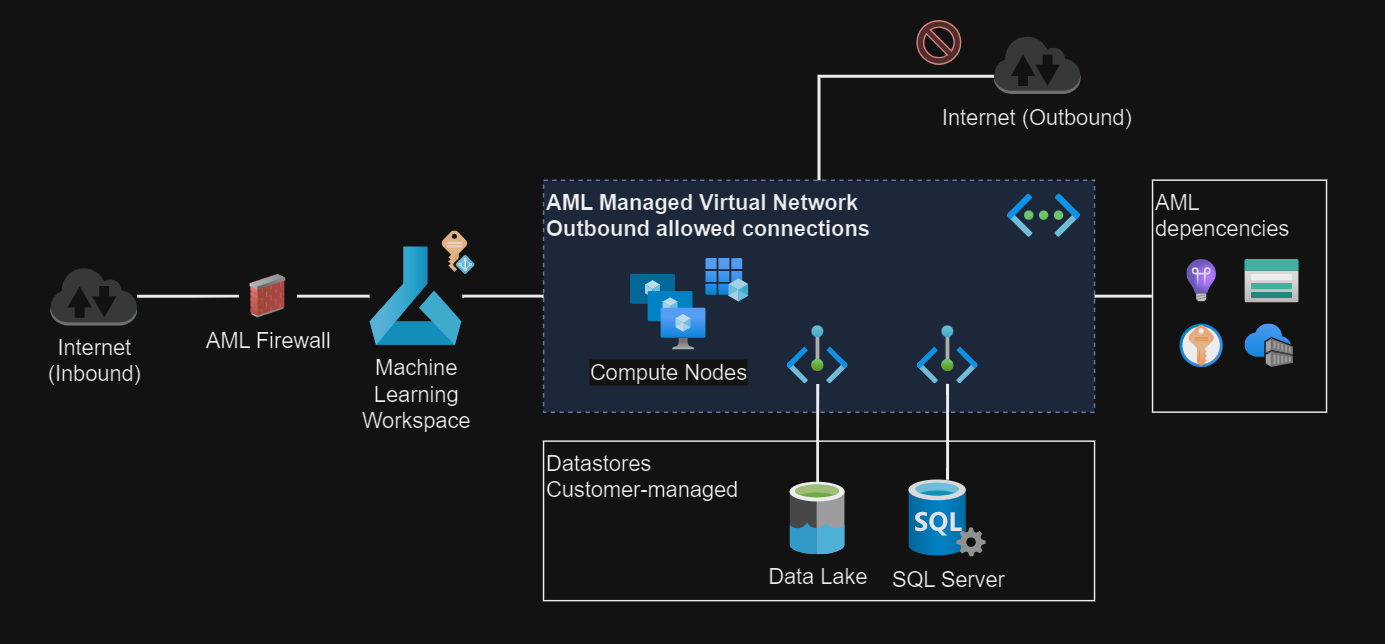 Internet (Outbound)
AML Managed Virtual Network
Outbound allowed connections
AML
depencencies
Internet
(Inbound)
AML Firewall
Machine
Learning
Workspace
Compute Nodes
Datastores
Customer-managed
SQL
Data Lake
SQL Server